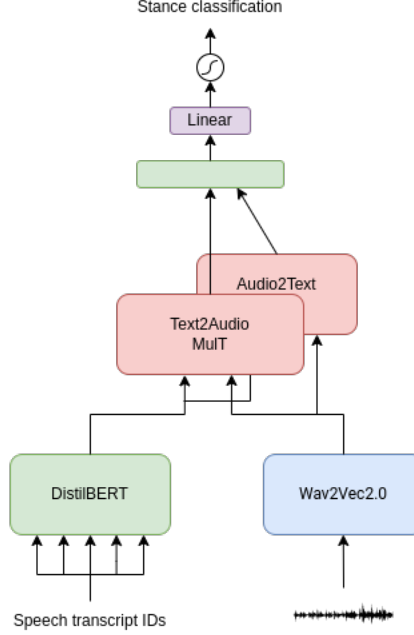 Stance classification
Linear
Audio2Text
Text2Audio
MulT
DistilBERT
Wav2Vec2.0
Speech transcript IDs